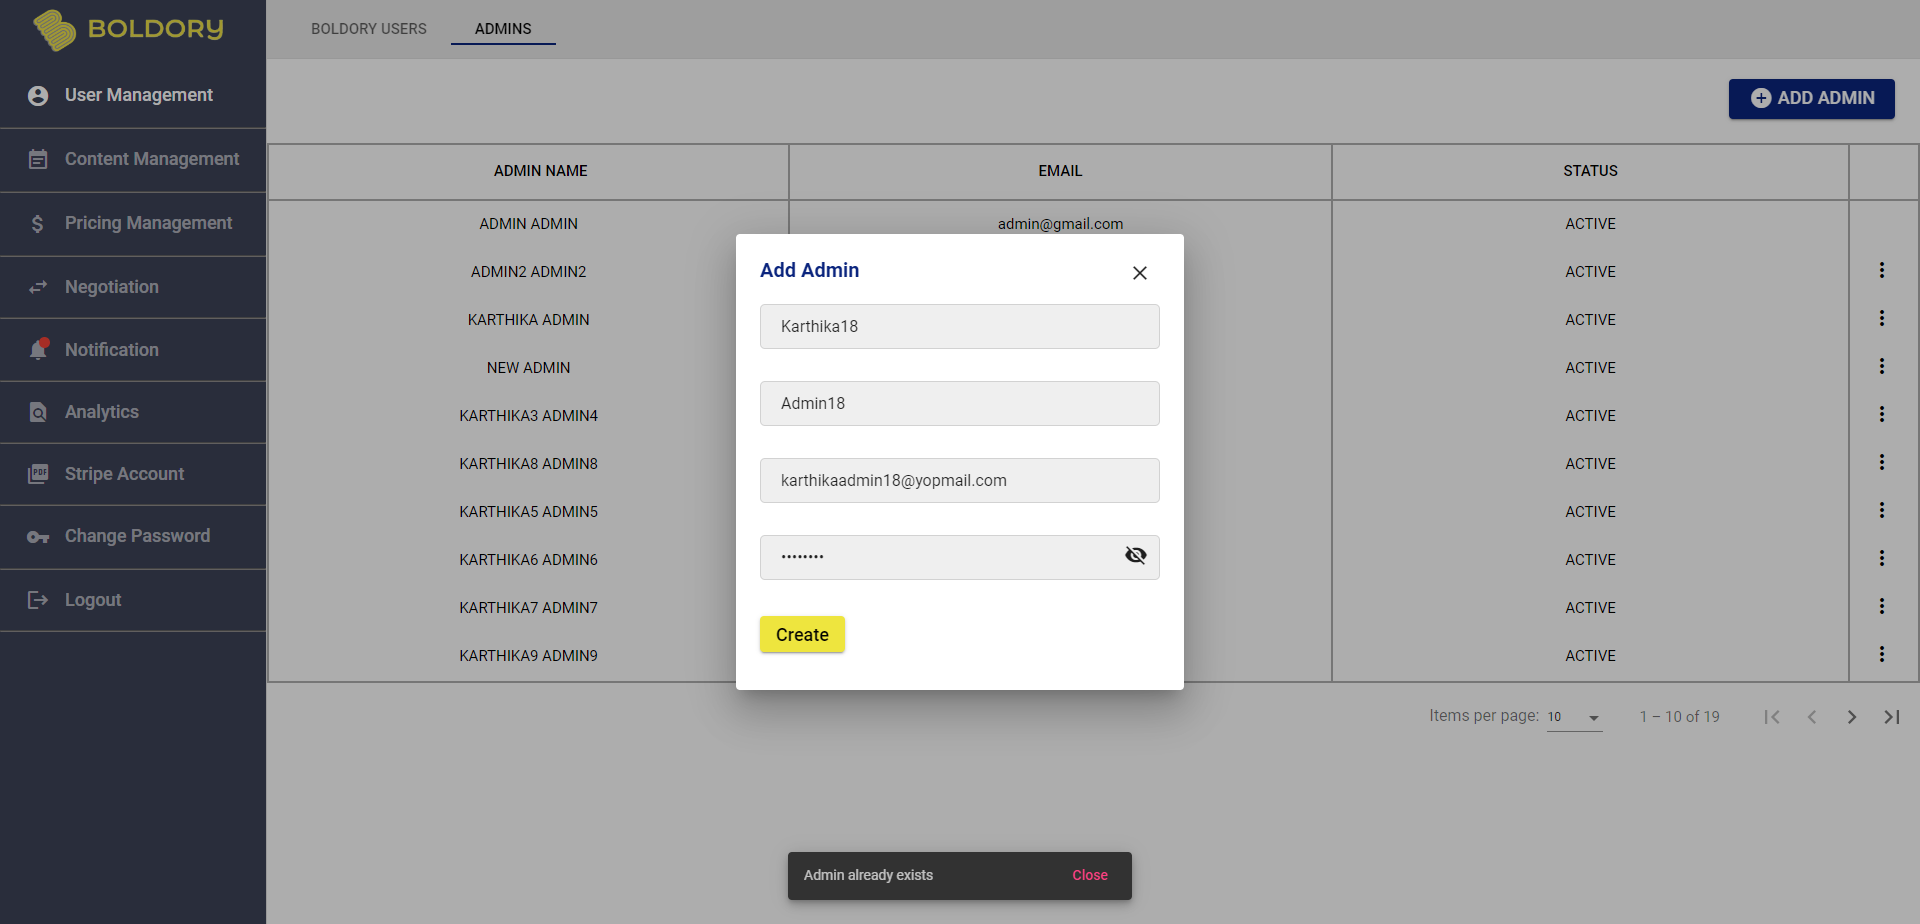 BOLDORY
User Management
Content Management
Pricing Management
Negotiation
Notification
Analytics
PDF
Stripe Account
Change Password
Logout
BOLDORY USERS ADMINS
ADD ADMIN
ADMIN NAME EMAIL STATUS
ADMIN ADMIN admin@gmail.com ACTIVE
ADMIN2 ADMIN2 ACTIVE
KARTHIKA ADMIN ACTIVE
NEW ADMIN ACTIVE
KARTHIKA3 ADMIN4 ACTIVE
KARTHIKA8 ADMIN8 ACTIVE
KARTHIKA5 ADMIN5 ACTIVE
KARTHIKA6 ADMIN6 ACTIVE
KARTHIKA7 ADMIN7 ACTIVE
KARTHIKA9 ADMIN9 ACTIVE
Items per page: 10 1 – 10 of 19
Add Admin
Karthika18
Admin18
karthikaadmin18@yopmail.com
••••••••
Create
Admin already exists Close